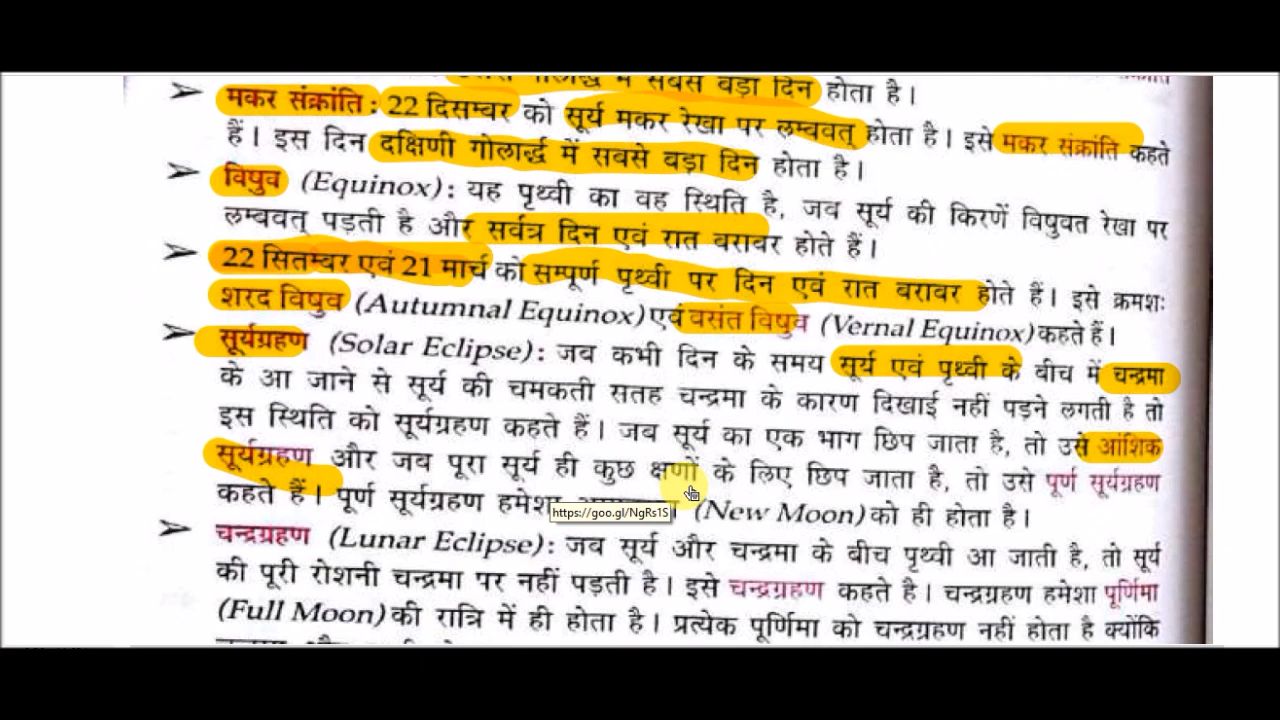 में सबसे बड़ा दिन होता है।
➢ मकर संक्रांति : 22 दिसम्बर को सूर्य मकर रेखा पर लम्बवत् होता है। इसे मकर संक्रांति कहते
हैं। इस दिन दक्षिणी गोलार्द्ध में सबसे बड़ा दिन होता है।
➢ विषुव (Equinox) : यह पृथ्वी का वह स्थिति है, जब सूर्य की किरणें विषुवत रेखा पर
लम्बवत् पड़ती है और सर्वत्र दिन एवं रात बराबर होते हैं।
➢ 22 सितम्बर एवं 21 मार्च को सम्पूर्ण पृथ्वी पर दिन एवं रात बराबर होते हैं। इसे क्रमशः
शरद विषुव (Autumnal Equinox) एवं वसंत विषुव (Vernal Equinox) कहते हैं।
➢ सूर्यग्रहण (Solar Eclipse) : जब कभी दिन के समय सूर्य एवं पृथ्वी के बीच में चन्द्रमा
के आ जाने से सूर्य की चमकती सतह चन्द्रमा के कारण दिखाई नहीं पड़ने लगती है तो
इस स्थिति को सूर्यग्रहण कहते हैं। जब सूर्य का एक भाग छिप जाता है, तो उसे आंशिक
सूर्यग्रहण और जब पूरा सूर्य ही कुछ क्षणों के लिए छिप जाता है, तो उसे पूर्ण सूर्यग्रहण
कहते हैं। पूर्ण सूर्यग्रहण हमेशा (New Moon) को ही होता है।
https://goo.gl/NgRs1S
➢ चन्द्रग्रहण (Lunar Eclipse) : जब सूर्य और चन्द्रमा के बीच पृथ्वी आ जाती है, तो सूर्य
की पूरी रोशनी चन्द्रमा पर नहीं पड़ती है। इसे चन्द्रग्रहण कहते है। चन्द्रग्रहण हमेशा पूर्णिमा
(Full Moon) की रात्रि में ही होता है। प्रत्येक पूर्णिमा को चन्द्रग्रहण नहीं होता है क्योंकि